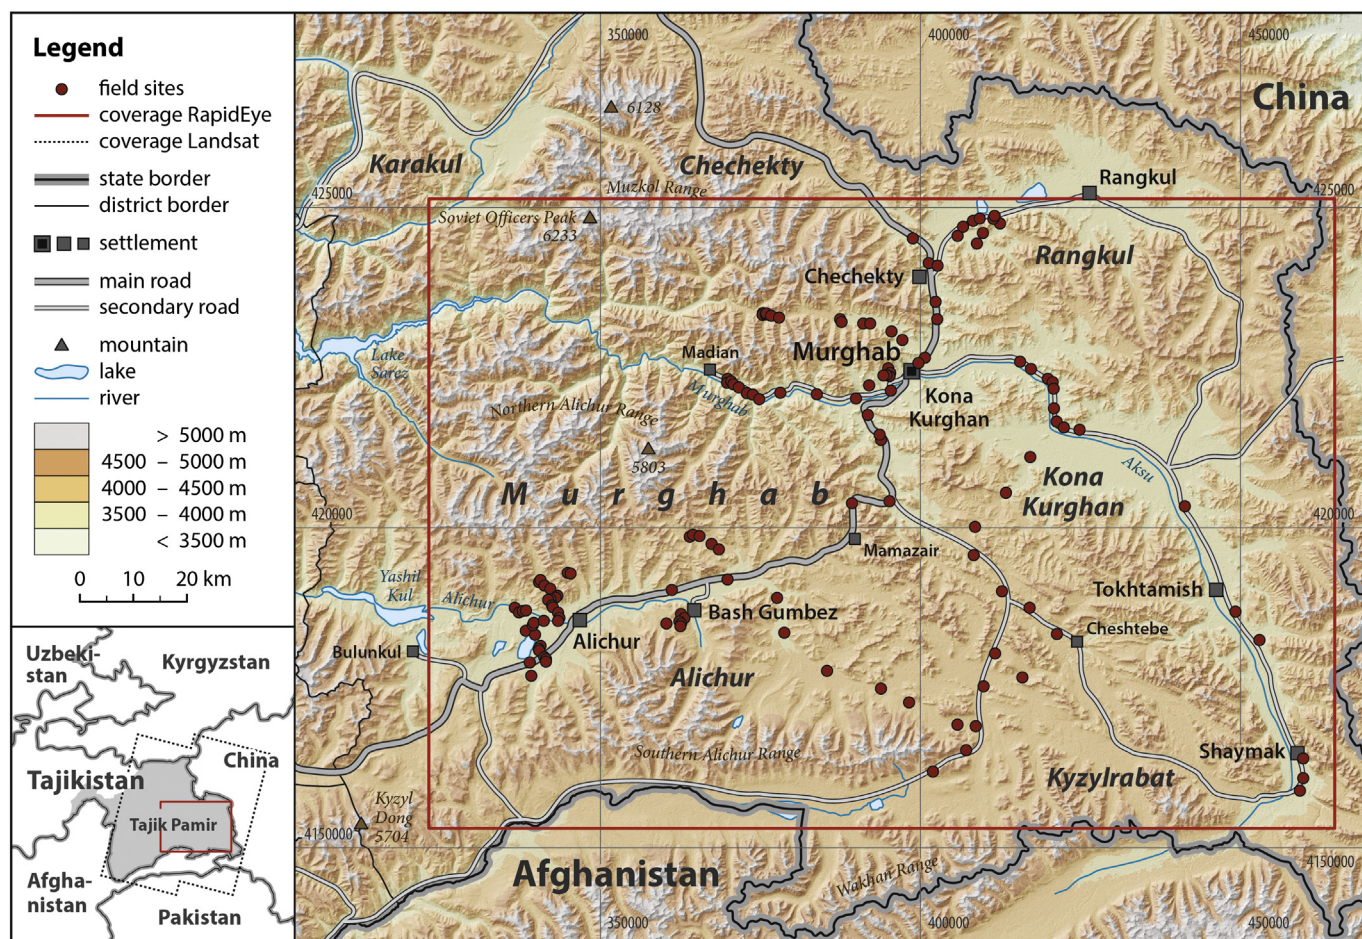 Legend
field sites
coverage RapidEye
coverage Landsat
state border
district border
settlement
main road
secondary road
mountain
lake
river
> 5000 m
4500 – 5000 m
4000 – 4500 m
3500 – 4000 m
< 3500 m
0 10 20 km
Uzbeki-
stan
Kyrgyzstan
China
Tajikistan
Tajik Pamir
Afgha-
nistan
Pakistan
350000
400000
450000
China
6128
Karakul
Chechekty
Muzkol Range
Rangkul
425000
425000
Soviet Officers Peak
6233
Rangkul
Chechekty
Lake
Sarez
Madian
Murghab
Murghab
Kona
Kurghan
Northern Alichur Range
5803
Aksu
Kona
Kurghan
Murghab
420000
420000
Mamazair
Yashil
Kul
Alichur
Tokhtamish
Bash Gumbez
Cheshtebe
Alichur
Bulunkul
Alichur
Southern Alichur Range
Shaymak
Kyzylrabat
Kyzyl
Dong
5704
4150000
4150000
Afghanistan
Wakhan Range
350000
400000
450000